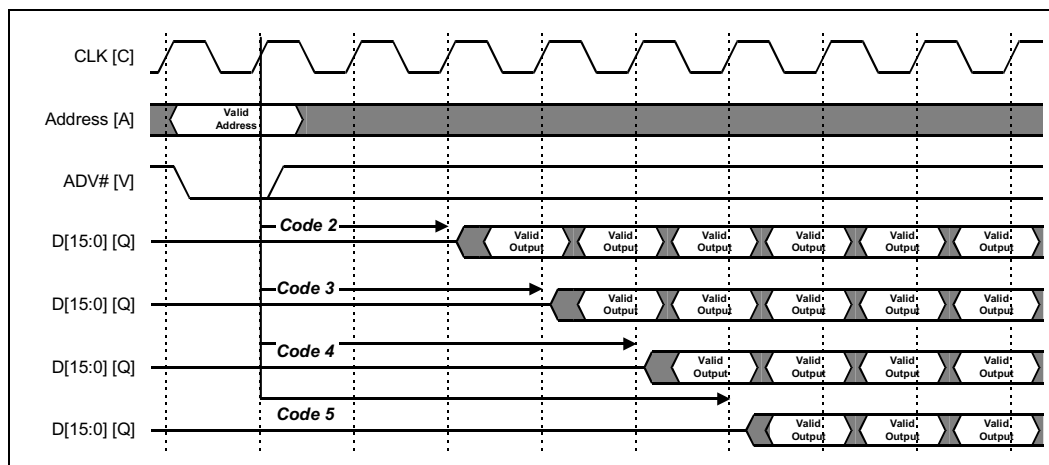 CLK [C]
Address [A]
Valid
Address
ADV# [V]
Code 2
D[15:0] [Q]
Valid
Output
Valid
Output
Valid
Output
Valid
Output
Valid
Output
Valid
Output
Code 3
D[15:0] [Q]
Valid
Output
Valid
Output
Valid
Output
Valid
Output
Valid
Output
Code 4
D[15:0] [Q]
Valid
Output
Valid
Output
Valid
Output
Valid
Output
Code 5
D[15:0] [Q]
Valid
Output
Valid
Output
Valid
Output